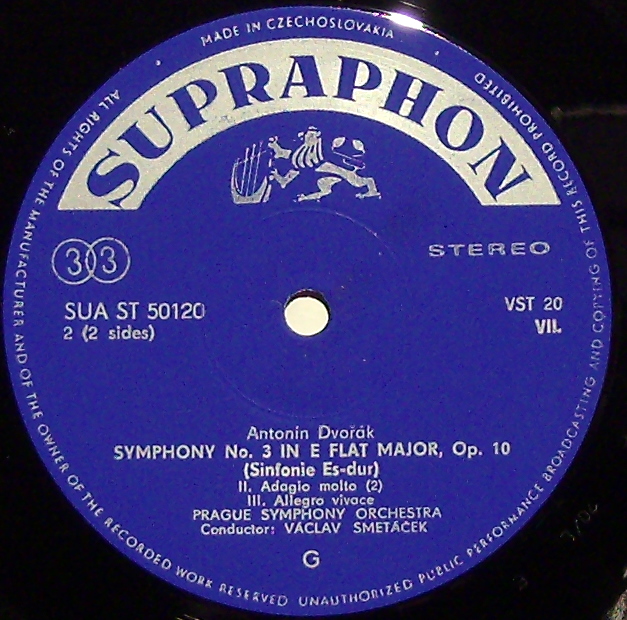 MADE IN CZECHOSLOVAKIA
ALL RIGHTS OF THE MANUFACTURER AND OF THE OWNER OF THE RECORDED WORK RESERVED UNAUTHORIZED PUBLIC PERFORMANCE BROADCASTING AND COPYING OF THIS RECORD PROHIBITED
SUPRAPHON
33
STEREO
SUA ST 50120
2 (2 sides)
VST 20
VII.
Antonín Dvořák
SYMPHONY No. 3 IN E FLAT MAJOR, Op. 10
(Sinfonie Es-dur)
II. Adagio molto (2)
III. Allegro vivace
PRAGUE SYMPHONY ORCHESTRA
Conductor: VÁCLAV SMETÁČEK
G